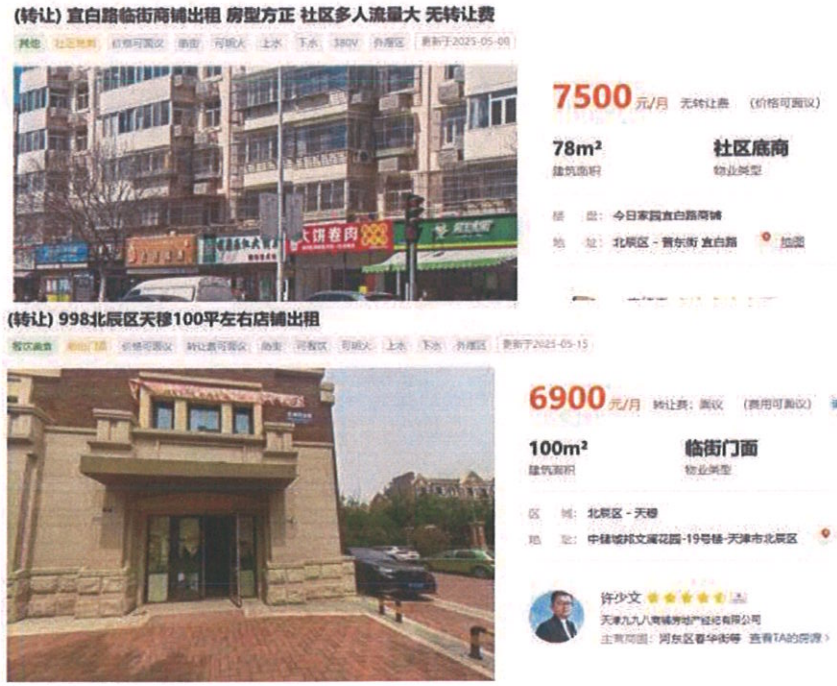 (转让) 宜白路临街商铺出租 房型方正 社区多人流量大 无转让费
其他 社区底商 价格可面议 临街 可明火 上水 下水 380V 外摆区 更新于2025-05-09
大饼卷肉
7500 元/月 无转让费 （价格可面议）
78m² 社区底商
建筑面积 物业类型
楼 盘: 今日家园宜白路商铺
地 址: 北辰区 - 普东街 宜白路 地图
(转让) 998北辰区天穆100平左右店铺出租
餐饮美食 临街门面 价格可面议 转让费可面议 临街 可餐饮 可明火 上水 下水 外摆区 更新于2025-05-15
6900 元/月 转让费: 面议 （费用可面议）
100m² 临街门面
建筑面积 物业类型
区 域: 北辰区 - 天穆
地 址: 中储城邦文澜花园-19号楼-天津市北辰区
许少文
天津九九八商铺房地产经纪有限公司
主营商圈: 河东区春华街等 查看TA的房源 >